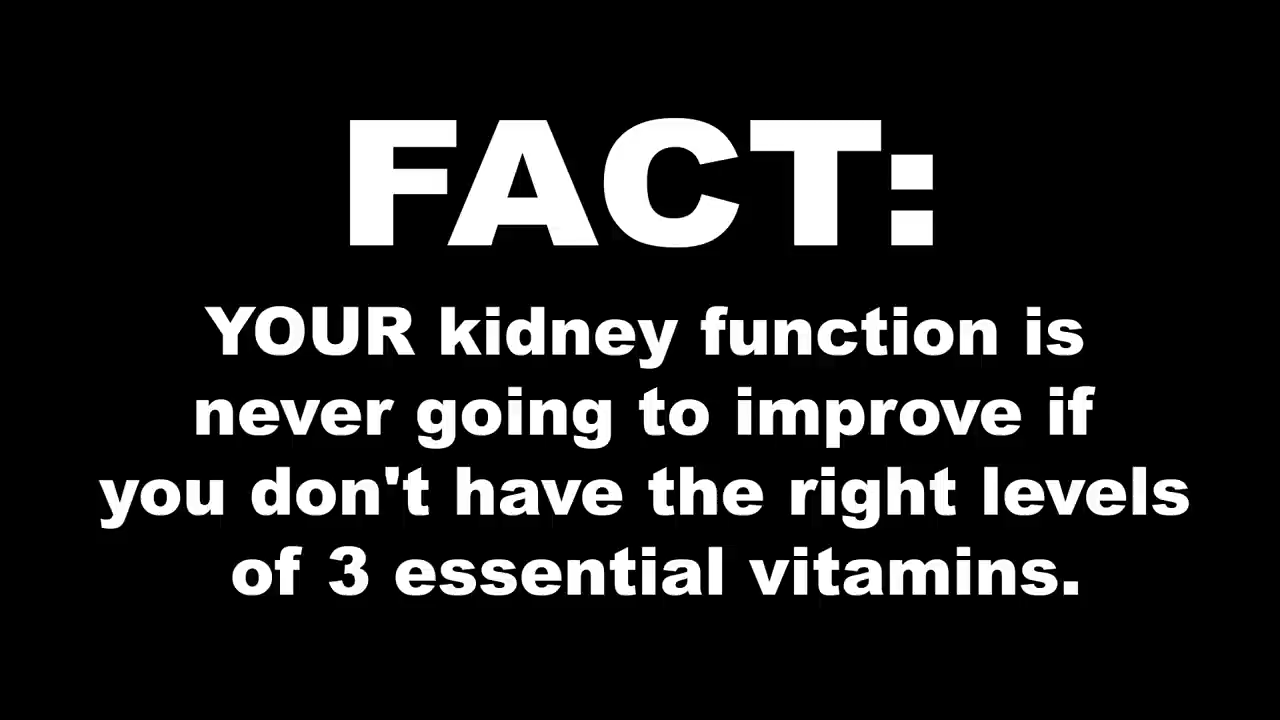 FACT:
YOUR kidney function is
never going to improve if
you don't have the right levels
of 3 essential vitamins.